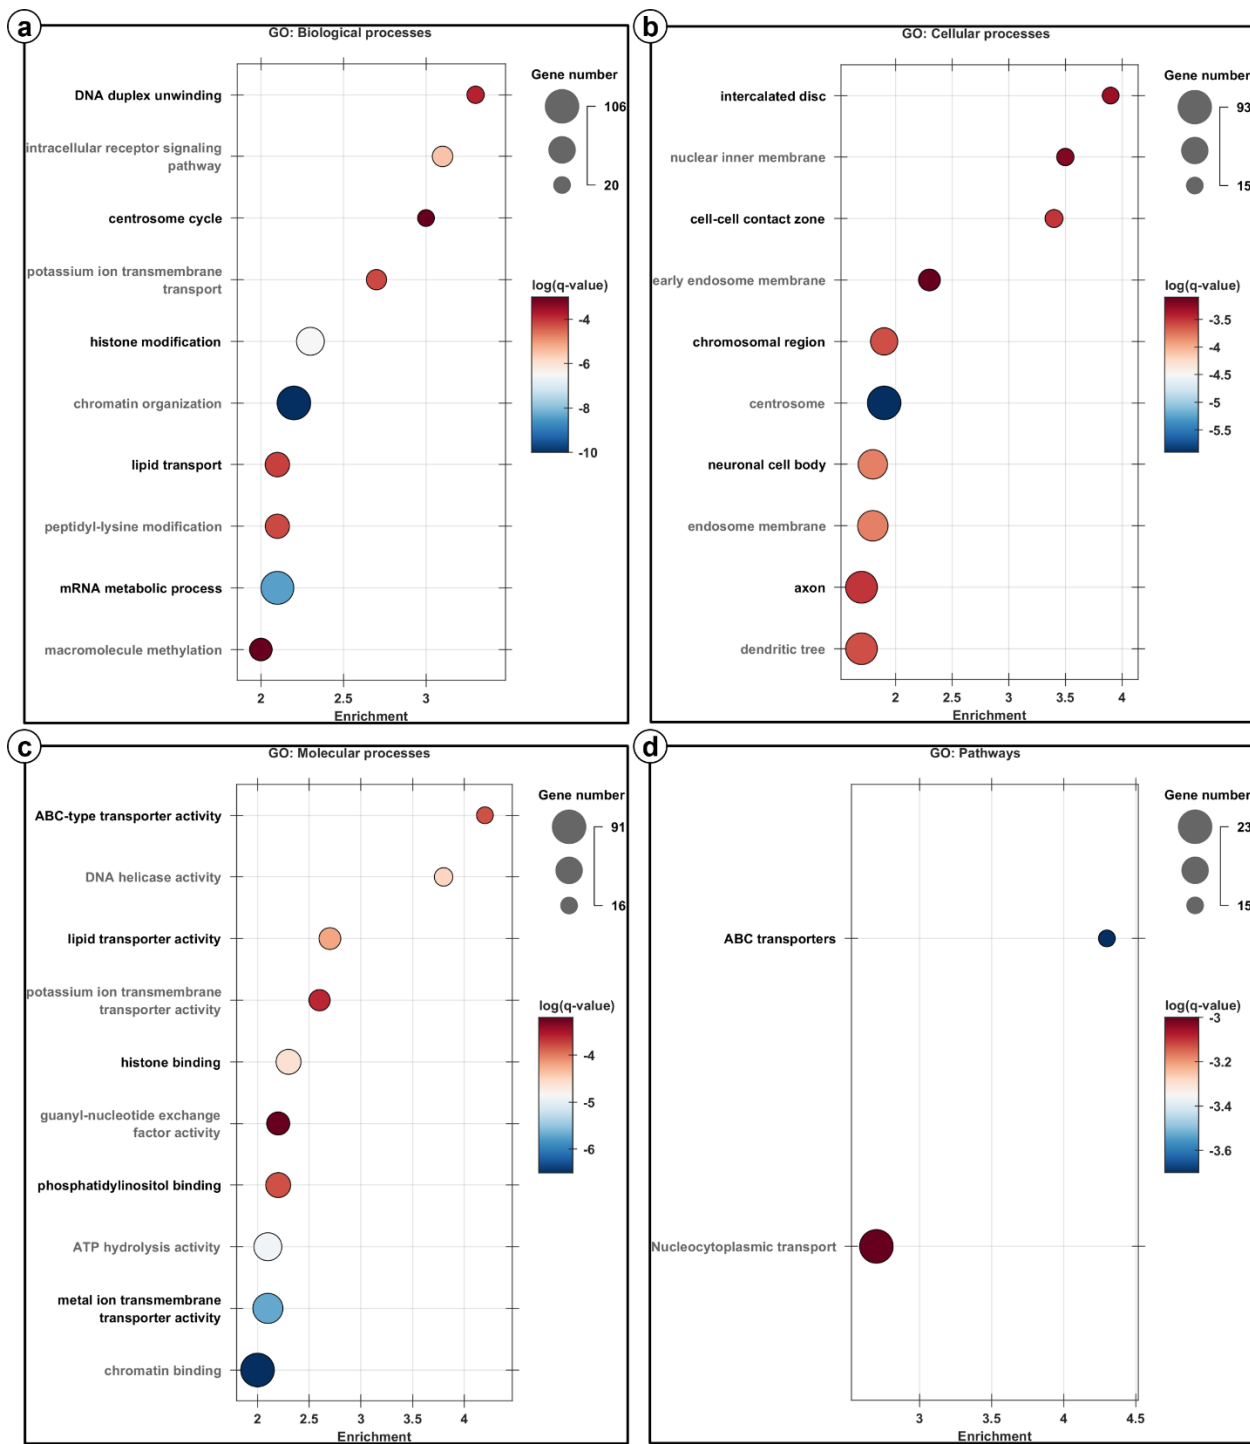 a
GO: Biological processes
DNA duplex unwinding
intracellular receptor signaling
pathway
centrosome cycle
potassium ion transmembrane
transport
histone modification
chromatin organization
lipid transport
peptidyl-lysine modification
mRNA metabolic process
macromolecule methylation
2
2.5
3
Enrichment
Gene number
106
20
log(q-value)
-4
-6
-8
-10
b
GO: Cellular processes
intercalated disc
nuclear inner membrane
cell-cell contact zone
early endosome membrane
chromosomal region
centrosome
neuronal cell body
endosome membrane
axon
dendritic tree
2
2.5
3
3.5
4
Enrichment
Gene number
93
15
log(q-value)
-3.5
-4
-4.5
-5
-5.5
c
GO: Molecular processes
ABC-type transporter activity
DNA helicase activity
lipid transporter activity
potassium ion transmembrane
transporter activity
histone binding
guanyl-nucleotide exchange
factor activity
phosphatidylinositol binding
ATP hydrolysis activity
metal ion transmembrane
transporter activity
chromatin binding
2
2.5
3
3.5
4
Enrichment
Gene number
91
16
log(q-value)
-4
-5
-6
d
GO: Pathways
ABC transporters
Nucleocytoplasmic transport
3
3.5
4
4.5
Enrichment
Gene number
23
15
log(q-value)
-3
-3.2
-3.4
-3.6